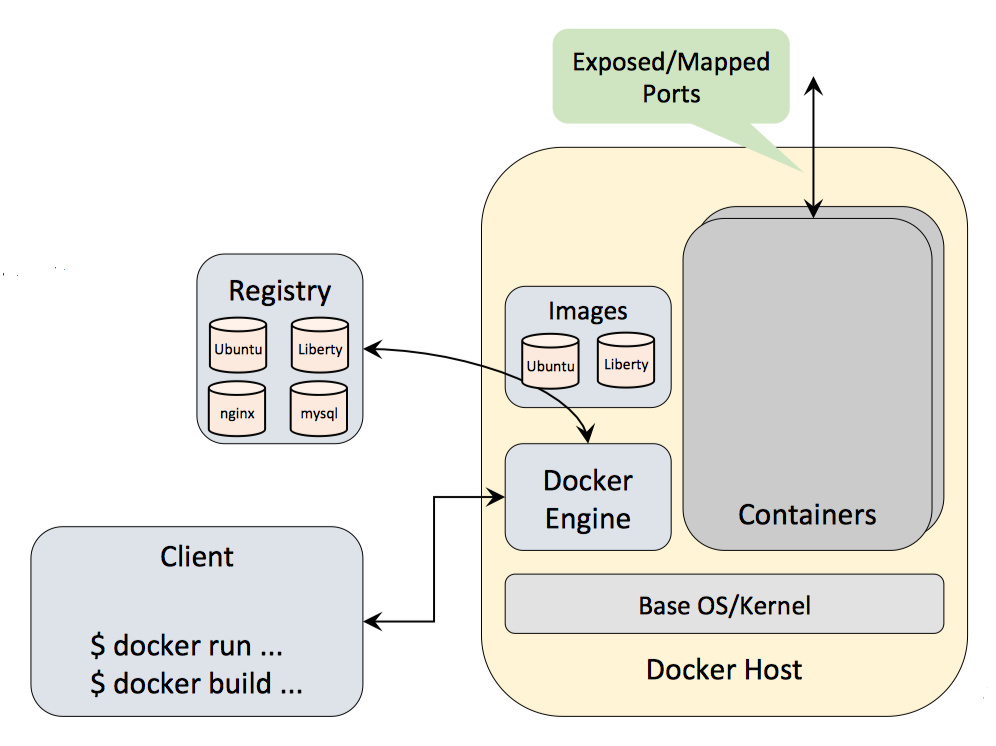 Exposed/Mapped
Ports
Registry
Ubuntu
Liberty
nginx
mysql
Images
Ubuntu
Liberty
Docker
Engine
Containers
Client
$ docker run ...
$ docker build ...
Base OS/Kernel
Docker Host